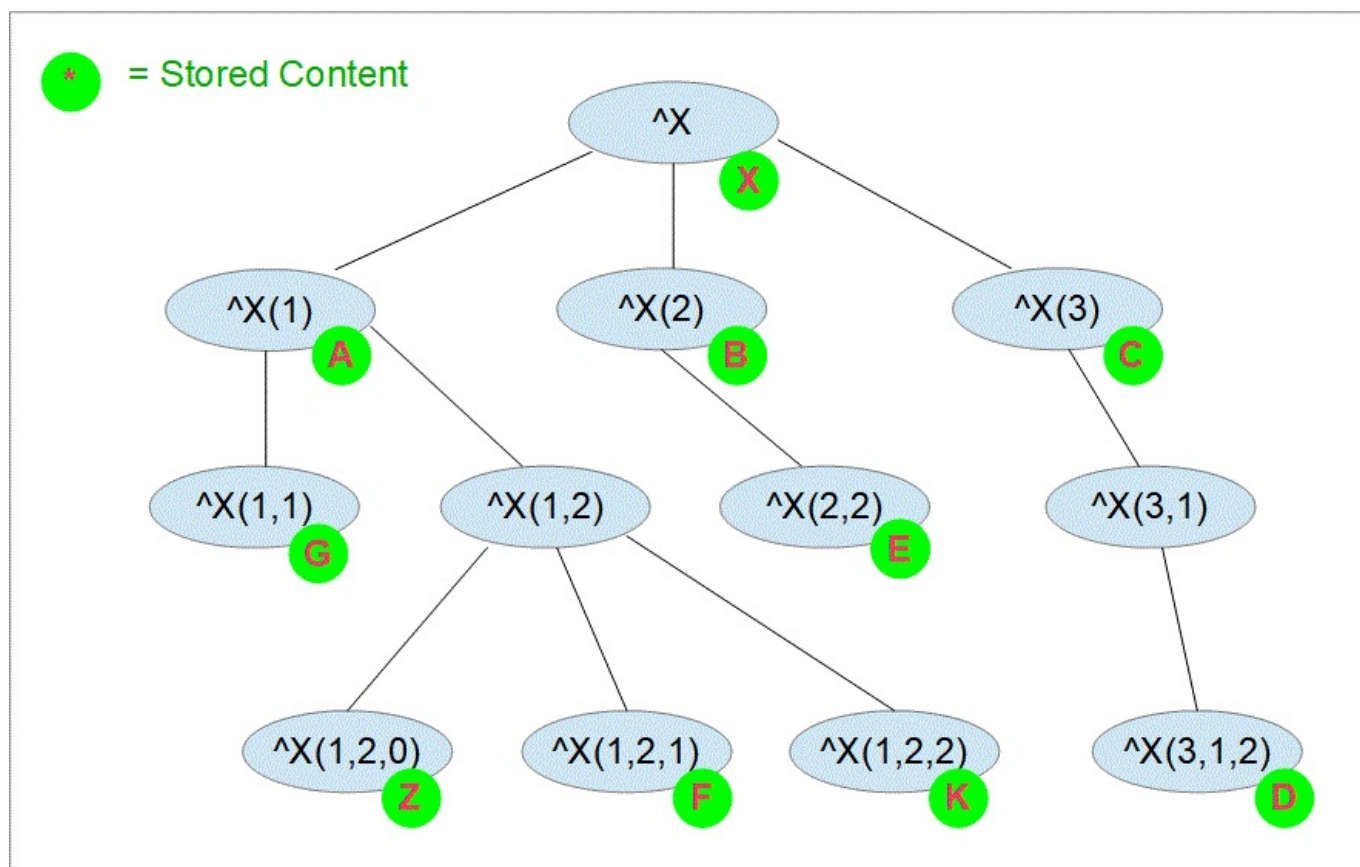 * = Stored Content
^X
X
^X(1) ^X(2) ^X(3)
A B C
^X(1,1) ^X(1,2) ^X(2,2) ^X(3,1)
G E
^X(1,2,0) ^X(1,2,1) ^X(1,2,2) ^X(3,1,2)
Z F K D